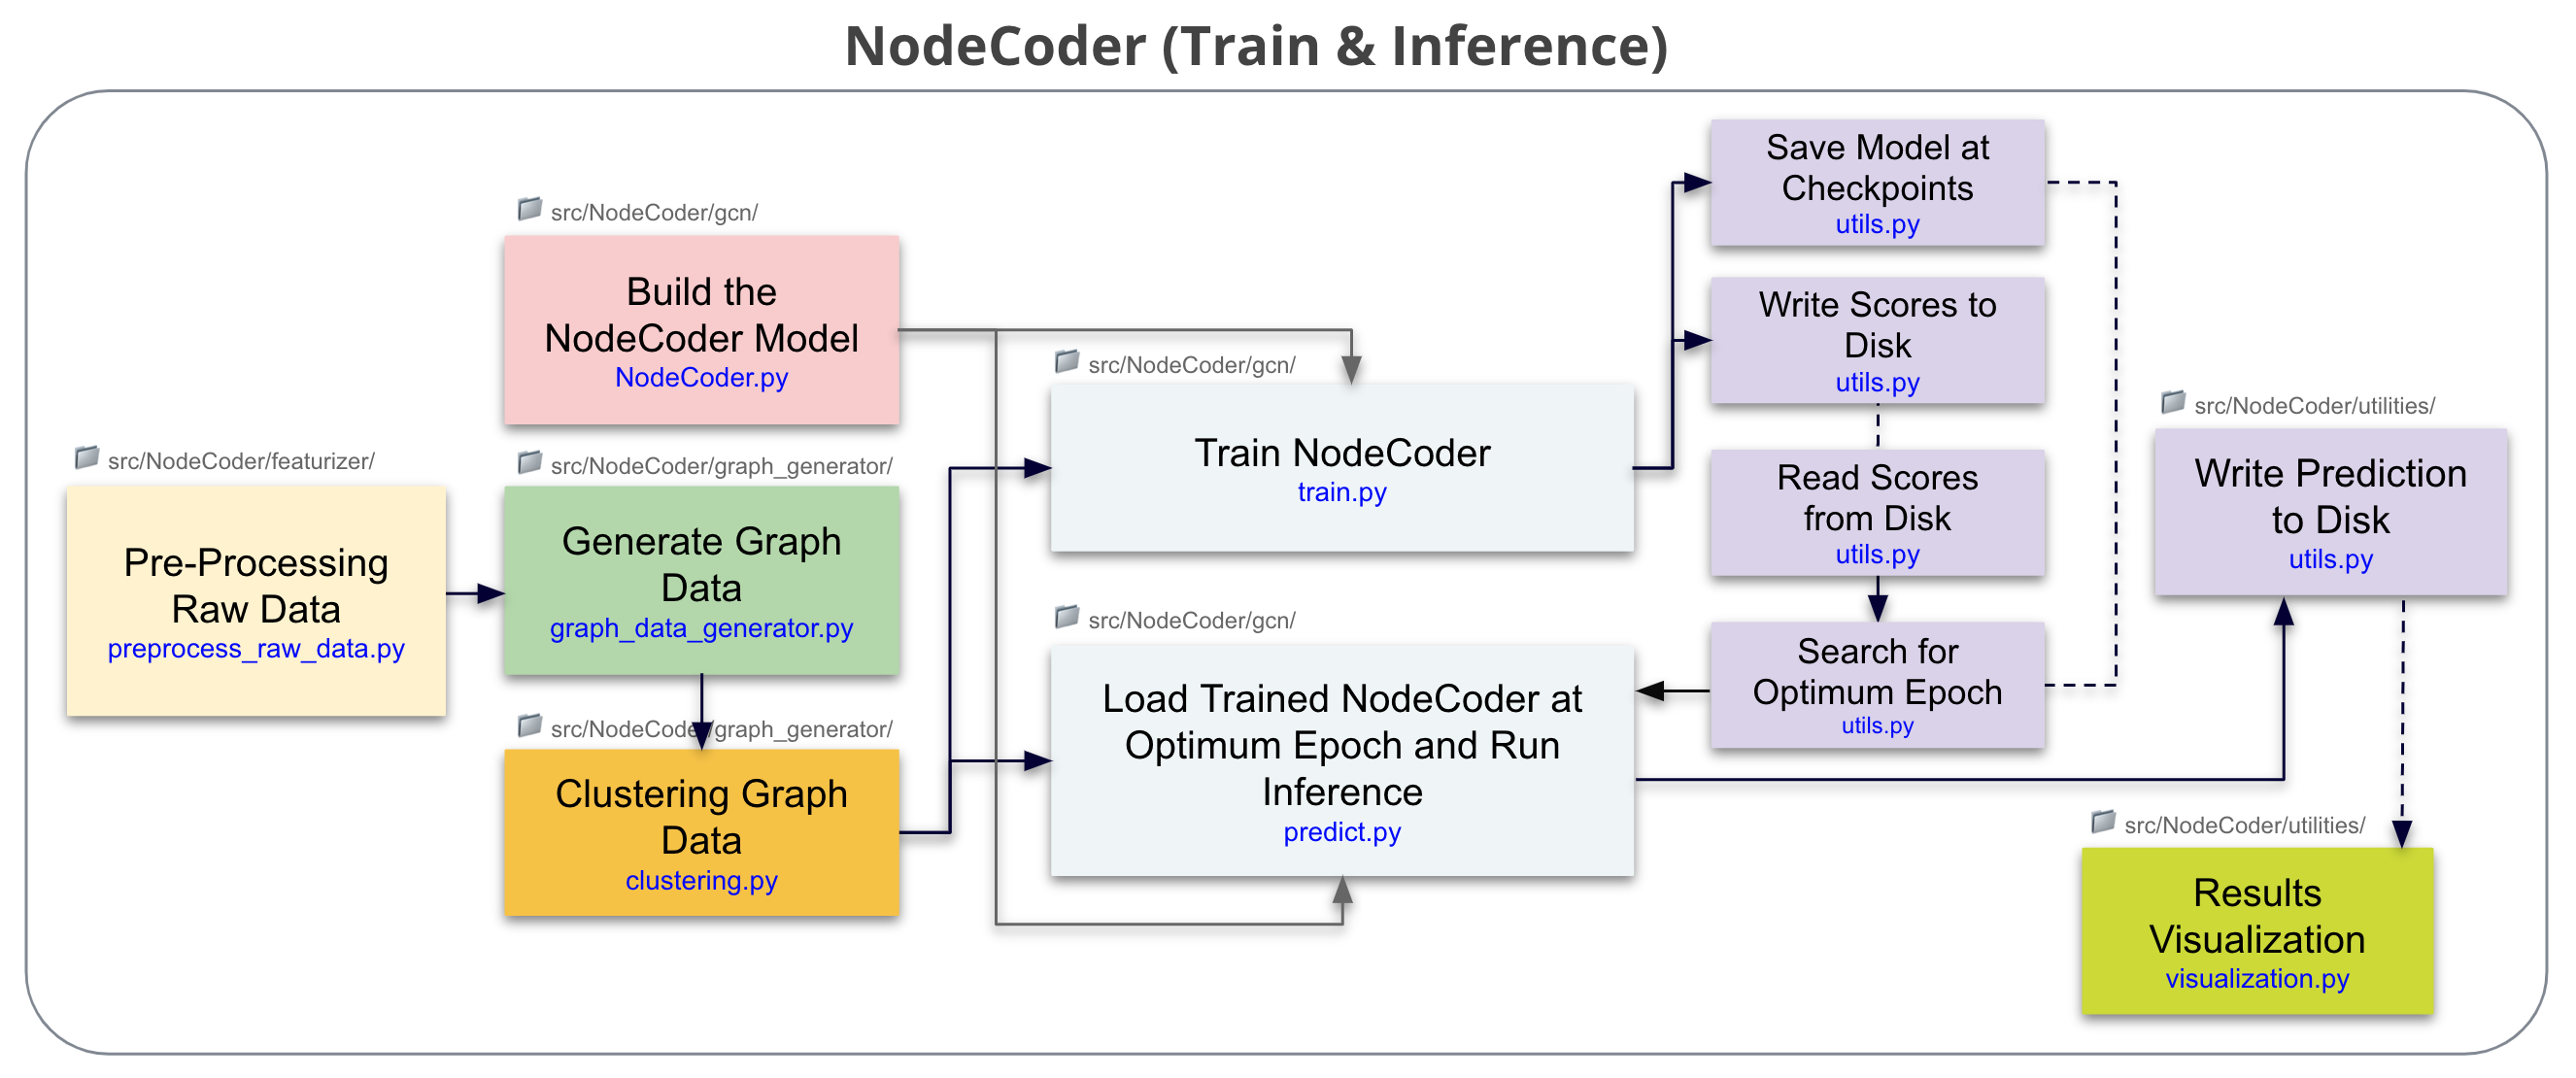 NodeCoder (Train & Inference)
src/NodeCoder/featurizer/
Pre-Processing
Raw Data
preprocess_raw_data.py
src/NodeCoder/gcn/
Build the
NodeCoder Model
NodeCoder.py
src/NodeCoder/graph_generator/
Generate Graph
Data
graph_data_generator.py
src/NodeCoder/graph_generator/
Clustering Graph
Data
clustering.py
src/NodeCoder/gcn/
Train NodeCoder
train.py
src/NodeCoder/gcn/
Load Trained NodeCoder at
Optimum Epoch and Run
Inference
predict.py
Save Model at
Checkpoints
utils.py
Write Scores to
Disk
utils.py
Read Scores
from Disk
utils.py
Search for
Optimum Epoch
utils.py
src/NodeCoder/utilities/
Write Prediction
to Disk
utils.py
src/NodeCoder/utilities/
Results
Visualization
visualization.py